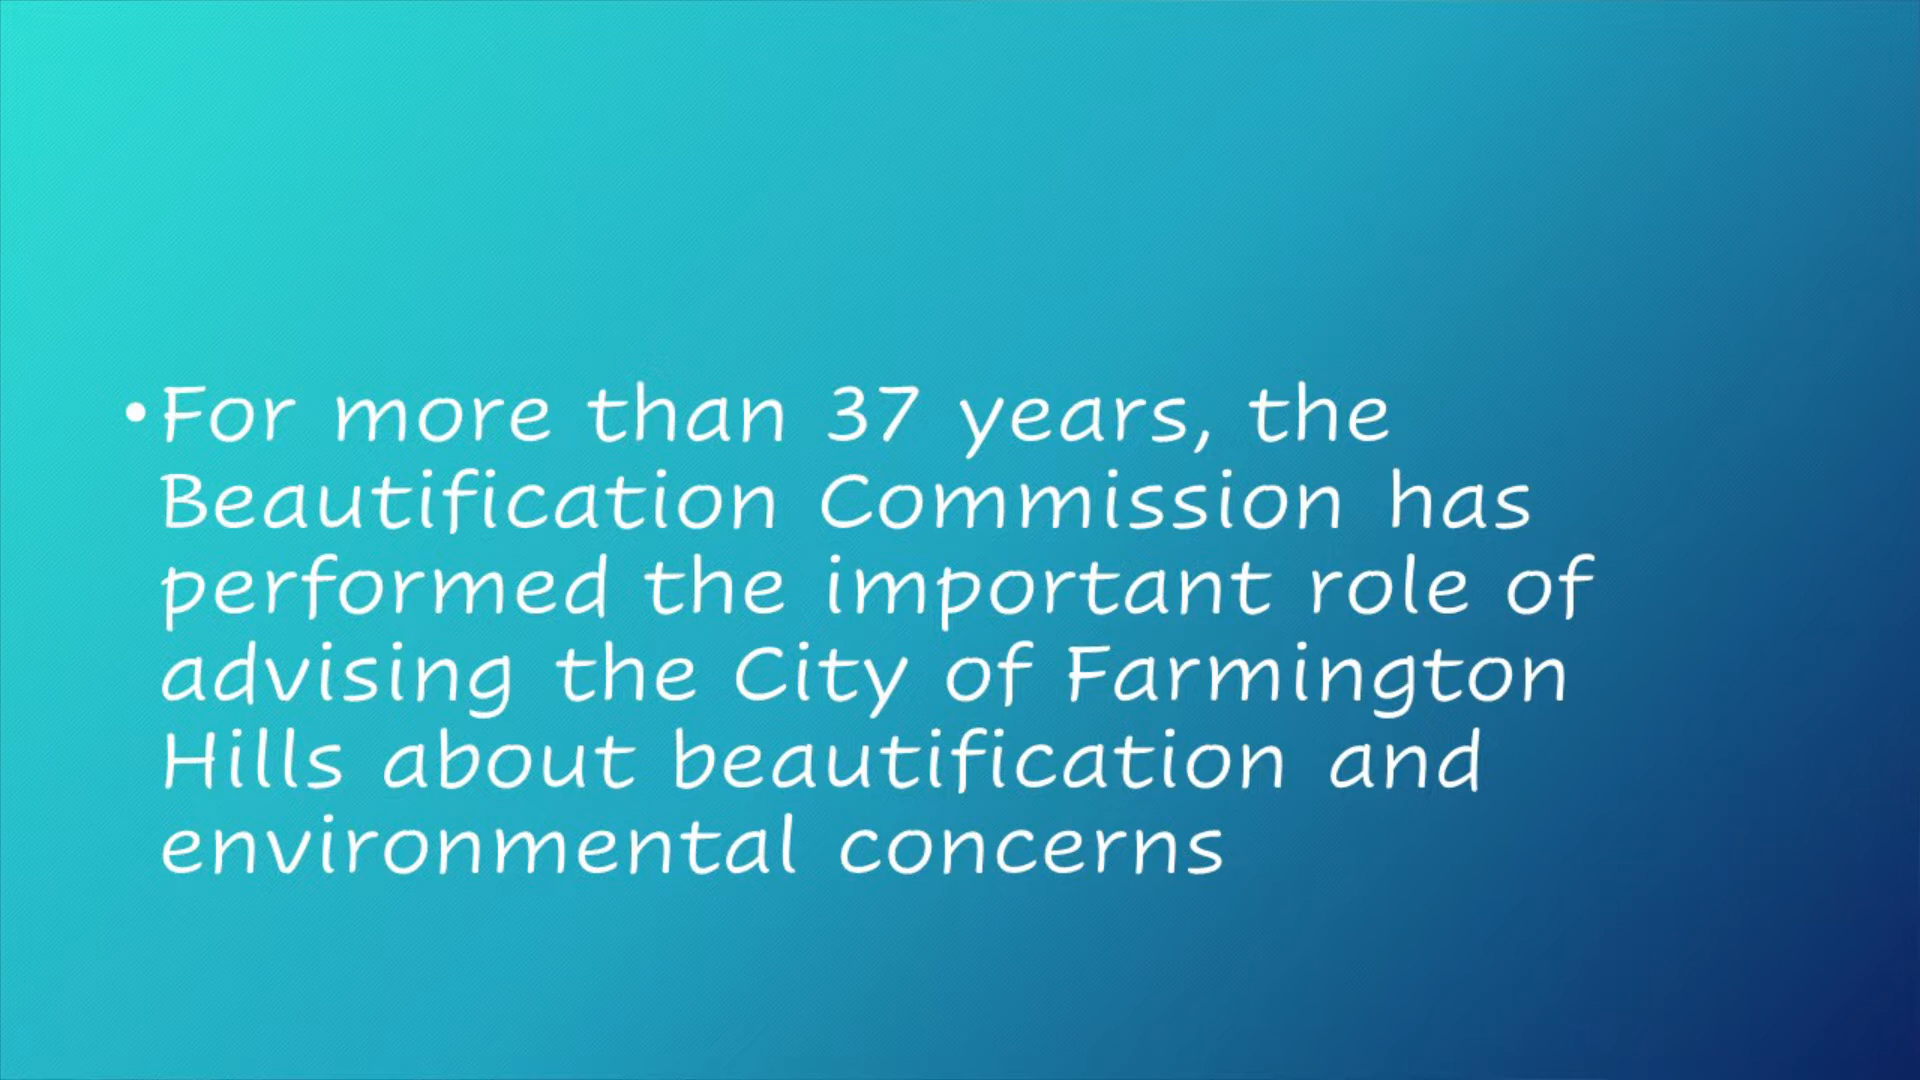 •For more than 37 years, the
Beautification Commission has
performed the important role of
advising the City of Farmington
Hills about beautification and
environmental concerns